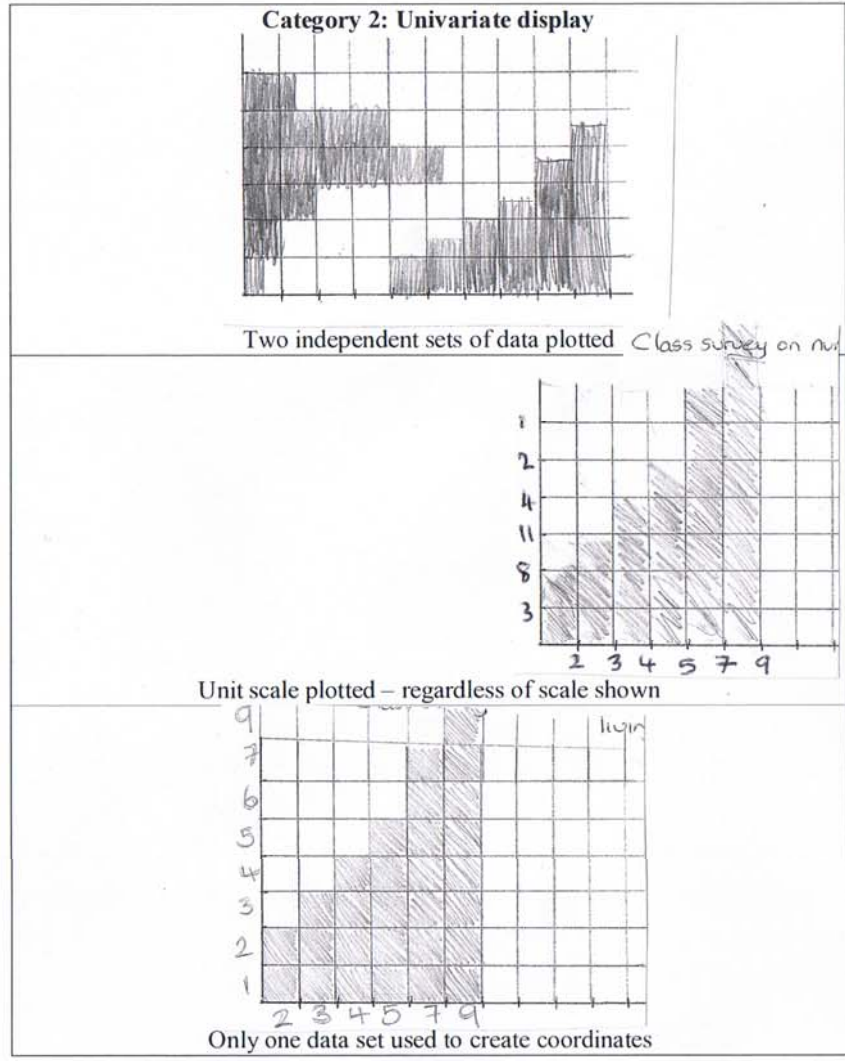 Category 2: Univariate display
Two independent sets of data plotted
Class survey on
1
2
4
11
8
3
2 3 4 5 7 9
Unit scale plotted – regardless of scale shown
9
7
6
5
4
3
2
1
2 3 4 5 7 9
Only one data set used to create coordinates